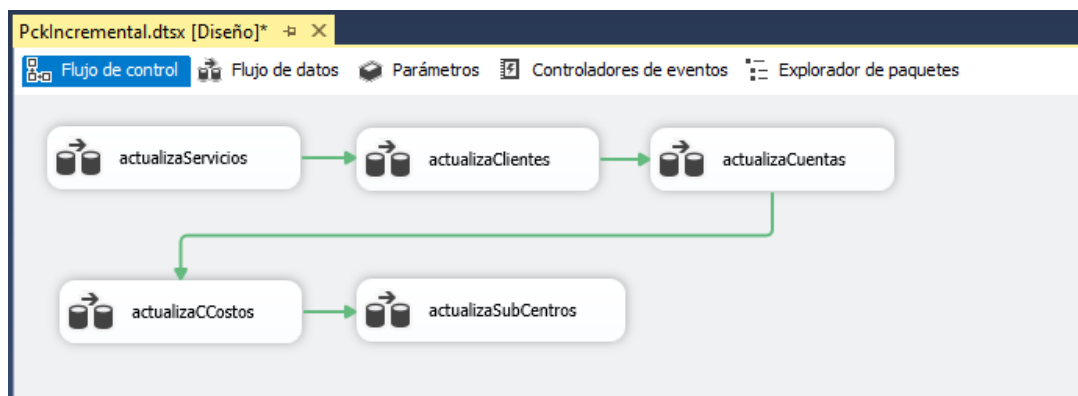 PckIncremental.dtsx [Diseño]*
Flujo de control Flujo de datos Parámetros Controladores de eventos Explorador de paquetes
actualizaServicios actualizaClientes actualizaCuentas
actualizaCCostos actualizaSubCentros